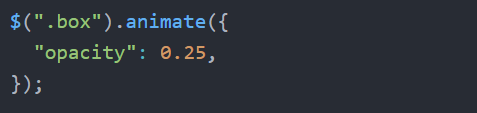 $(".box").animate({
  "opacity": 0.25,
});